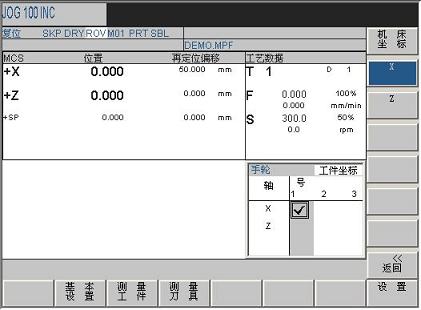 JOG 100 INC
复位 SKP DRY ROV M01 PRT SBL
DEMO.MPF
MCS 位置 再定位偏移 工艺数据
+X 0.000 50.000 mm T 1 D 1
+Z 0.000 0.000 mm F 0.000 100%
0.000 mm/min
+SP 0.000 0.000 mm S 300.0 50%
0.0 rpm
手轮 工件坐标
轴 号
1 2 3
X
Z
机床
坐标
X
Z
<<
返回
基本
设置
测量
工件
测量
刀具
设置